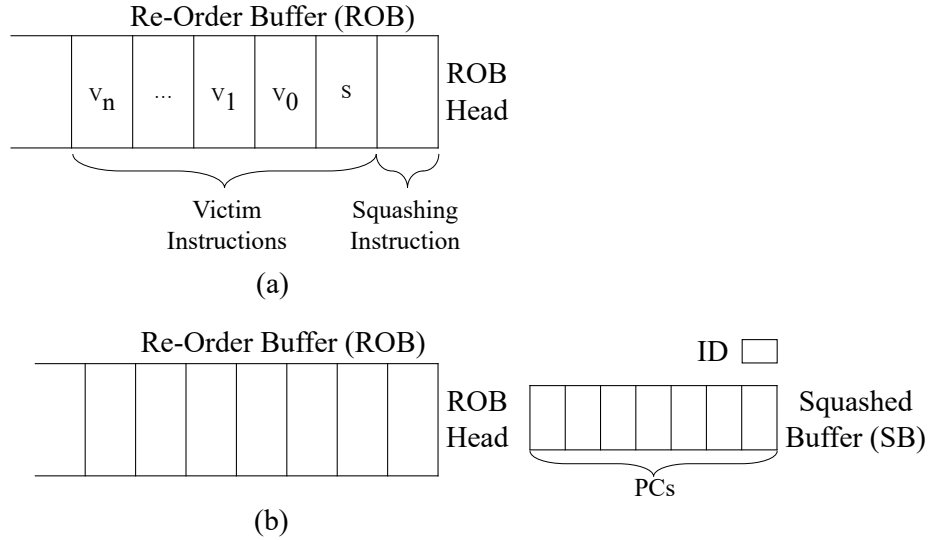 Re-Order Buffer (ROB)
Vn ... V1 V0 S
ROB
Head
Victim
Instructions
Squashing
Instruction
(a)
Re-Order Buffer (ROB)
ID
ROB
Head
Squashed
Buffer (SB)
PCs
(b)